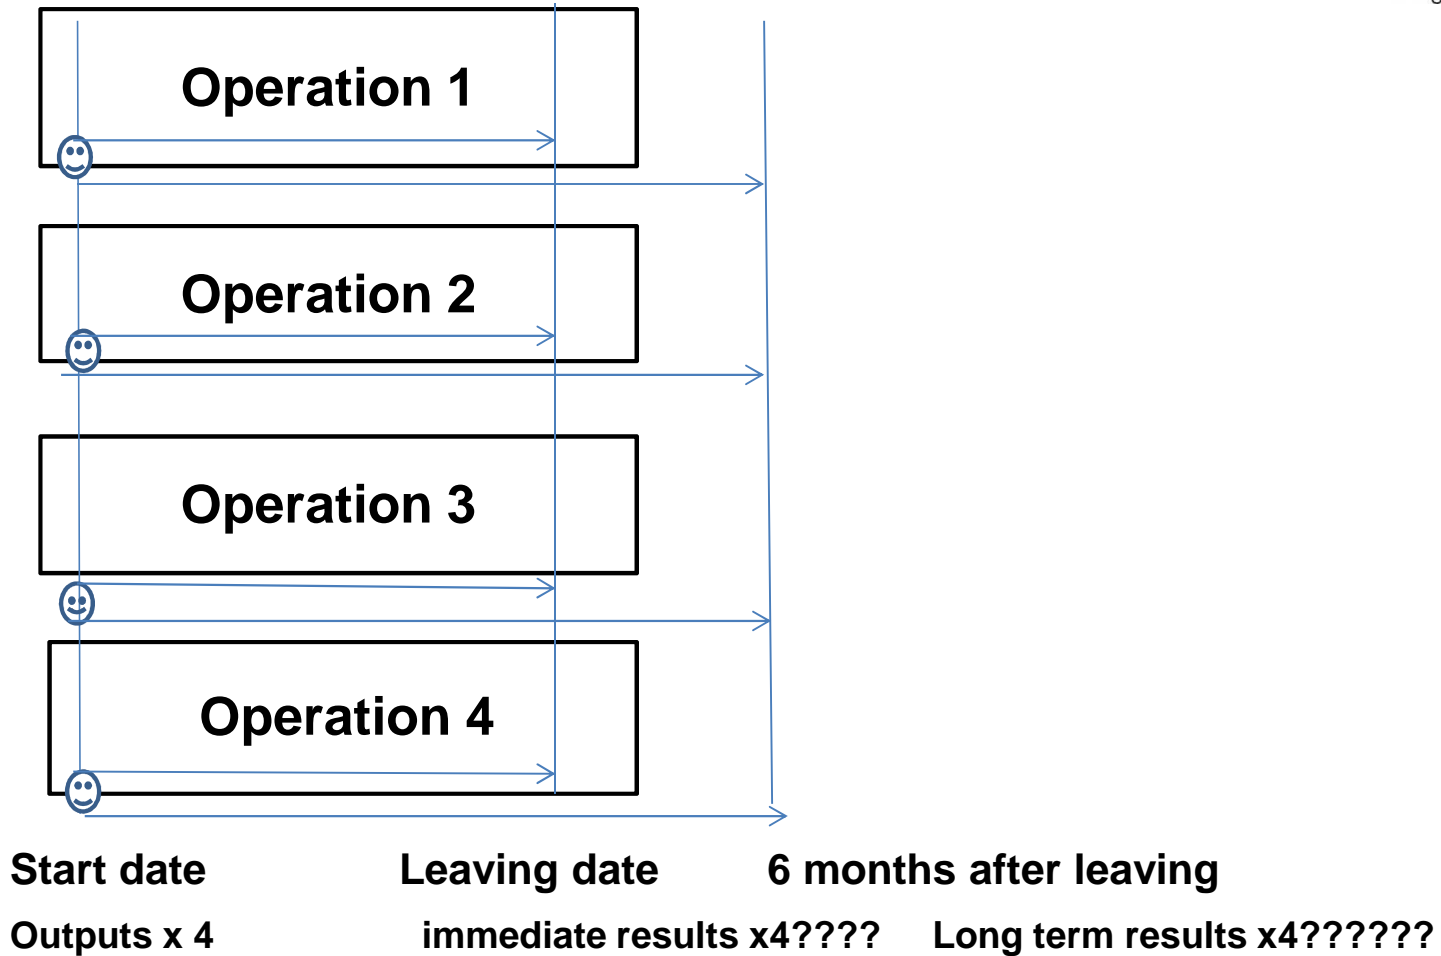 Operation 1
Operation 2
Operation 3
Operation 4
Start date Leaving date 6 months after leaving
Outputs x 4 immediate results x4???? Long term results x4??????